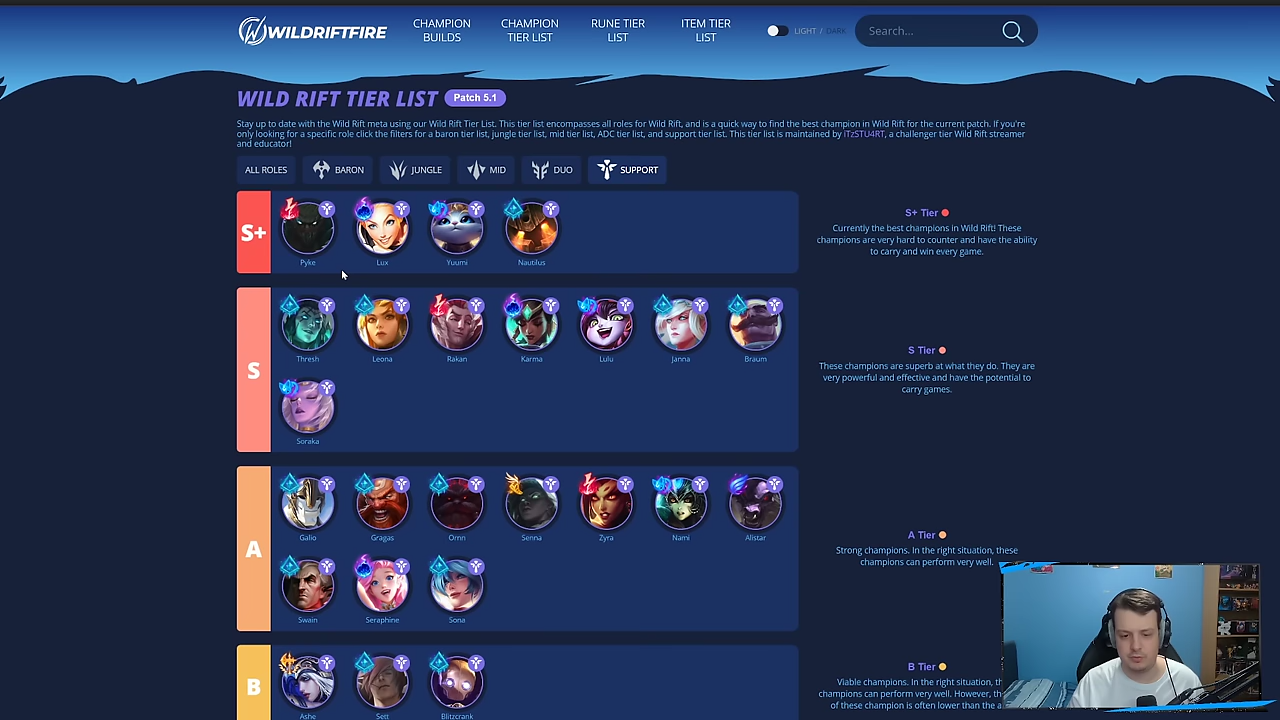 WILDRIFTFIRE
CHAMPION BUILDS
CHAMPION TIER LIST
RUNE TIER LIST
ITEM TIER LIST
LIGHT / DARK
Search...
WILD RIFT TIER LIST
Patch 5.1
Stay up to date with the Wild Rift meta using our Wild Rift Tier List. This tier list encompasses all roles for Wild Rift, and is a quick way to find the best champion in Wild Rift for the current patch. If you're
only looking for a specific role click the filters for a baron tier list, jungle tier list, mid tier list, ADC tier list, and support tier list. This tier list is maintained by iTzSTU4RT, a challenger tier Wild Rift streamer
and educator!
ALL ROLES
BARON
JUNGLE
MID
DUO
SUPPORT
S+
Pyke
Lux
Yuumi
Nautilus
S+ Tier
Currently the best champions in Wild Rift! These
champions are very hard to counter and have the ability
to carry and win every game.
S
Thresh
Leona
Rakan
Karma
Lulu
Janna
Braum
Soraka
S Tier
These champions are superb at what they do. They are
very powerful and effective and have the potential to
carry games.
A
Galio
Gragas
Ornn
Senna
Zyra
Nami
Alistar
Swain
Seraphine
Sona
A Tier
Strong champions. In the right situation, these
champions can perform very well.
B
Ashe
Sett
Blitzcrank
B Tier
Viable champions. In the right situation, th
champions can perform very well. However, th
of these champion is often lower than the a